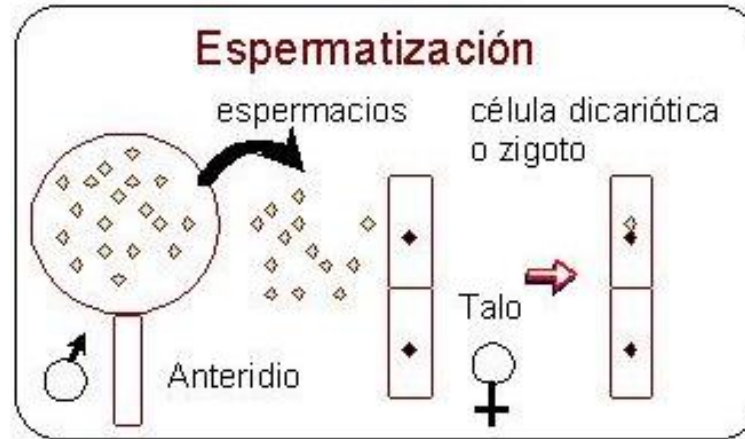 Espermatización
espermacios
célula dicariótica
o zigoto
Talo
Anteridio